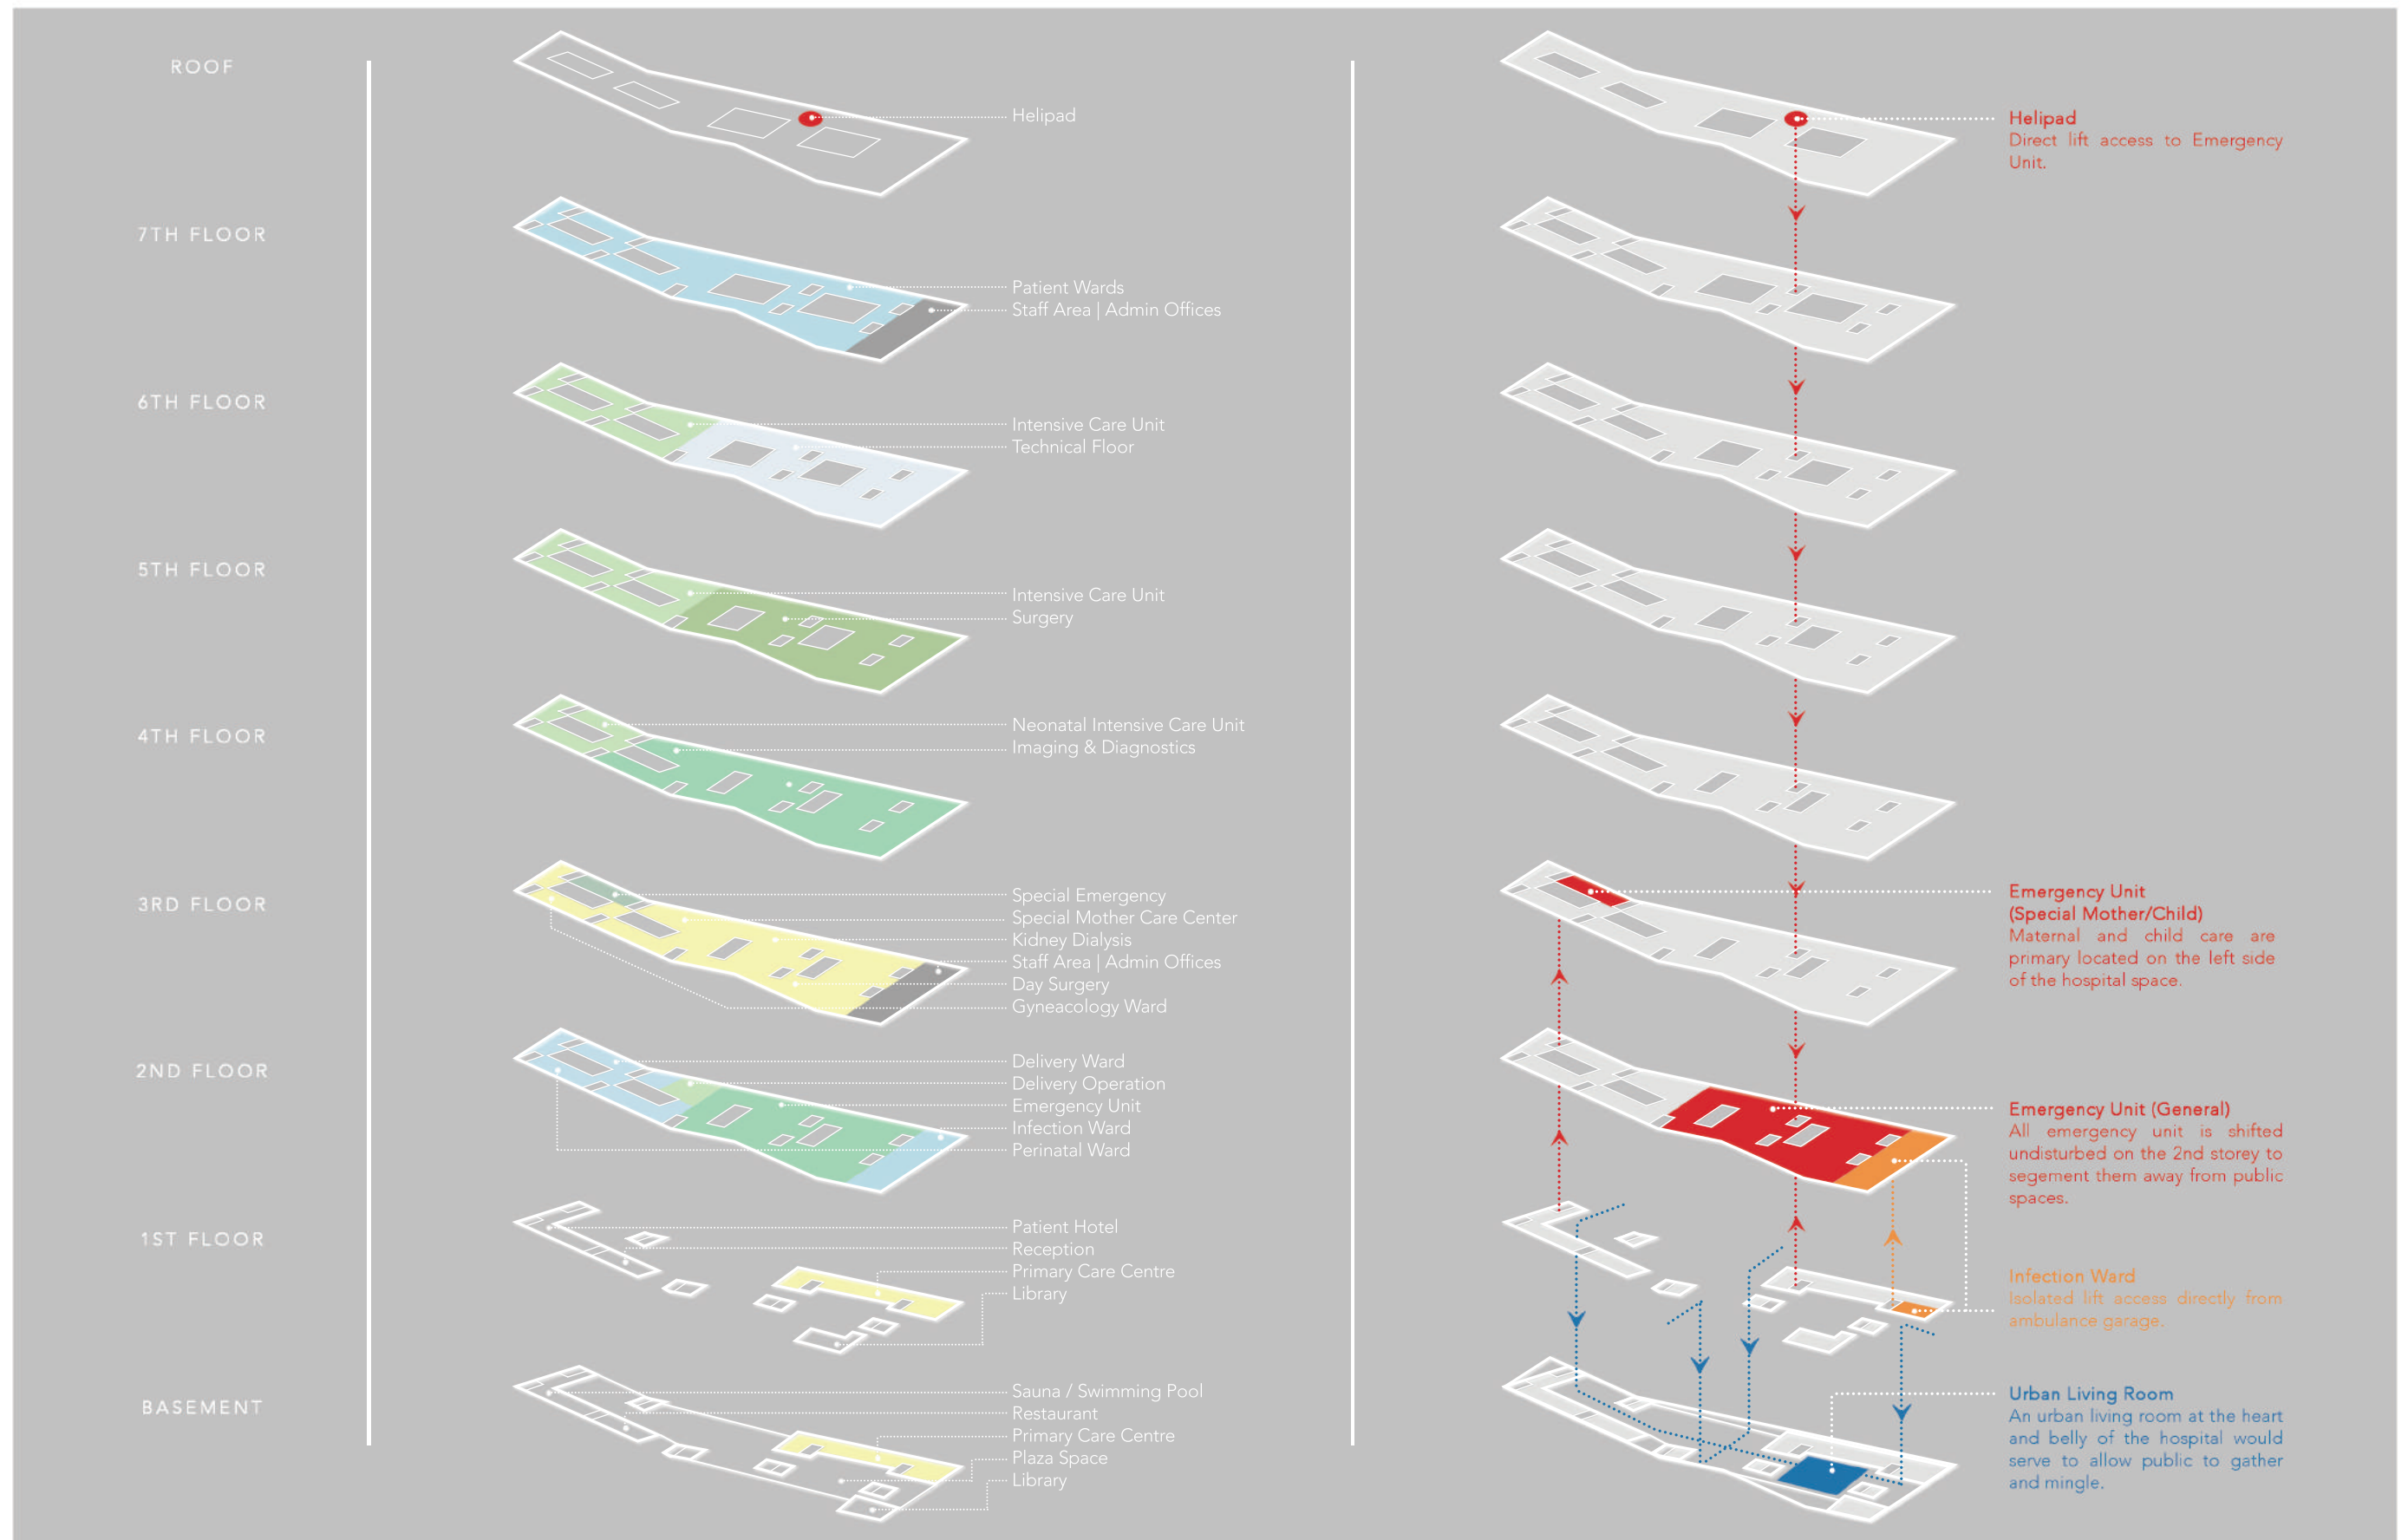 ROOF
Helipad
7TH FLOOR
Patient Wards
Staff Area | Admin Offices
6TH FLOOR
Intensive Care Unit
Technical Floor
5TH FLOOR
Intensive Care Unit
Surgery
4TH FLOOR
Neonatal Intensive Care Unit
Imaging & Diagnostics
3RD FLOOR
Special Emergency
Special Mother Care Center
Kidney Dialysis
Staff Area | Admin Offices
Day Surgery
Gyneacology Ward
2ND FLOOR
Delivery Ward
Delivery Operation
Emergency Unit
Infection Ward
Perinatal Ward
1ST FLOOR
Patient Hotel
Reception
Primary Care Centre
Library
BASEMENT
Sauna / Swimming Pool
Restaurant
Primary Care Centre
Plaza Space
Library
Helipad
Direct lift access to Emergency
Unit.
Emergency Unit
(Special Mother/Child)
Maternal and child care are
primary located on the left side
of the hospital space.
Emergency Unit (General)
All emergency unit is shifted
undisturbed on the 2nd storey to
segement them away from public
spaces.
Infection Ward
Isolated lift access directly from
ambulance garage.
Urban Living Room
An urban living room at the heart
and belly of the hospital would
serve to allow public to gather
and mingle.